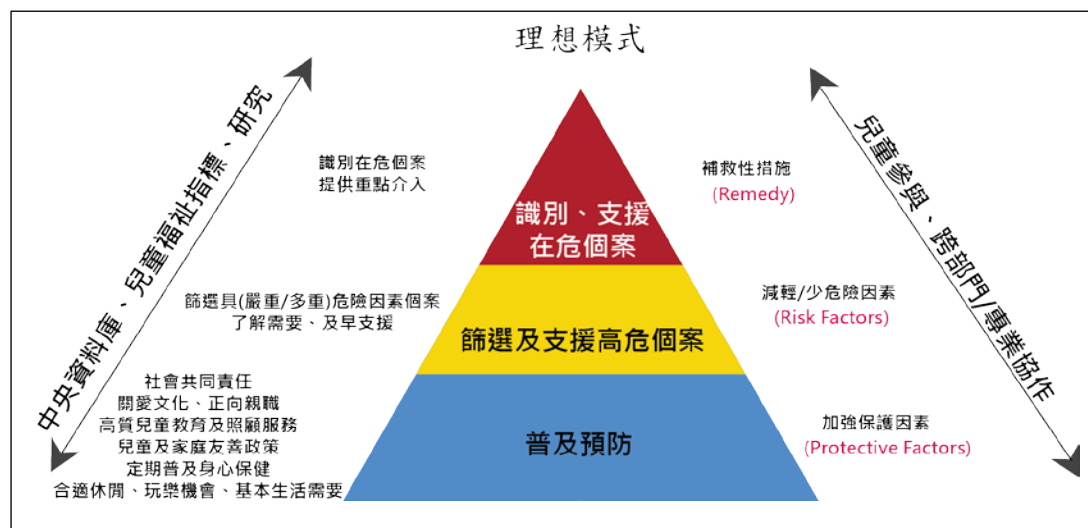 理想模式
中央資料庫、兒童福祉指標、研究
兒童參與、跨部門/專業協作
識別在危個案
提供重點介入
識別、支援
在危個案
補救性措施
(Remedy)
篩選具(嚴重/多重)危險因素個案
了解需要、及早支援
篩選及支援高危個案
減輕/少危險因素
(Risk Factors)
社會共同責任
關愛文化、正向親職
高質兒童教育及照顧服務
兒童及家庭友善政策
定期普及身心保健
合適休閒、玩樂機會、基本生活需要
普及預防
加強保護因素
(Protective Factors)